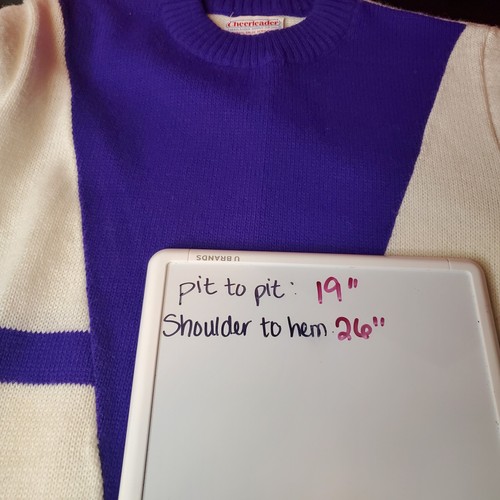 Cheerleader
U BRANDS
pit to pit: 19"
Shoulder to hem: 26"